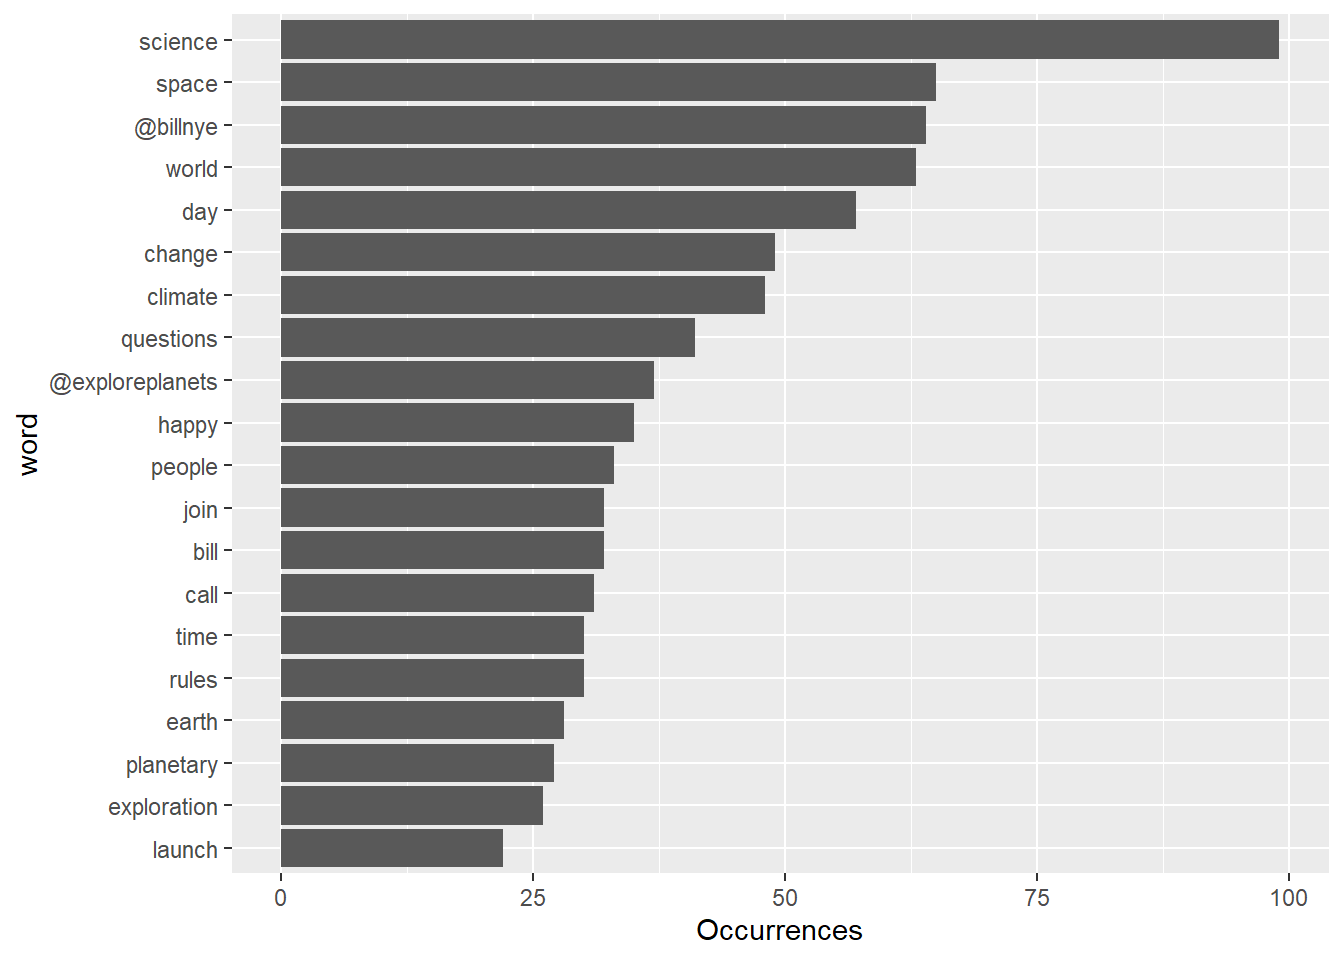 science
space
@billnye
world
day
change
climate
questions
@exploreplanets
happy
people
join
bill
call
time
rules
earth
planetary
exploration
launch
word
0 25 50 75 100
Occurrences